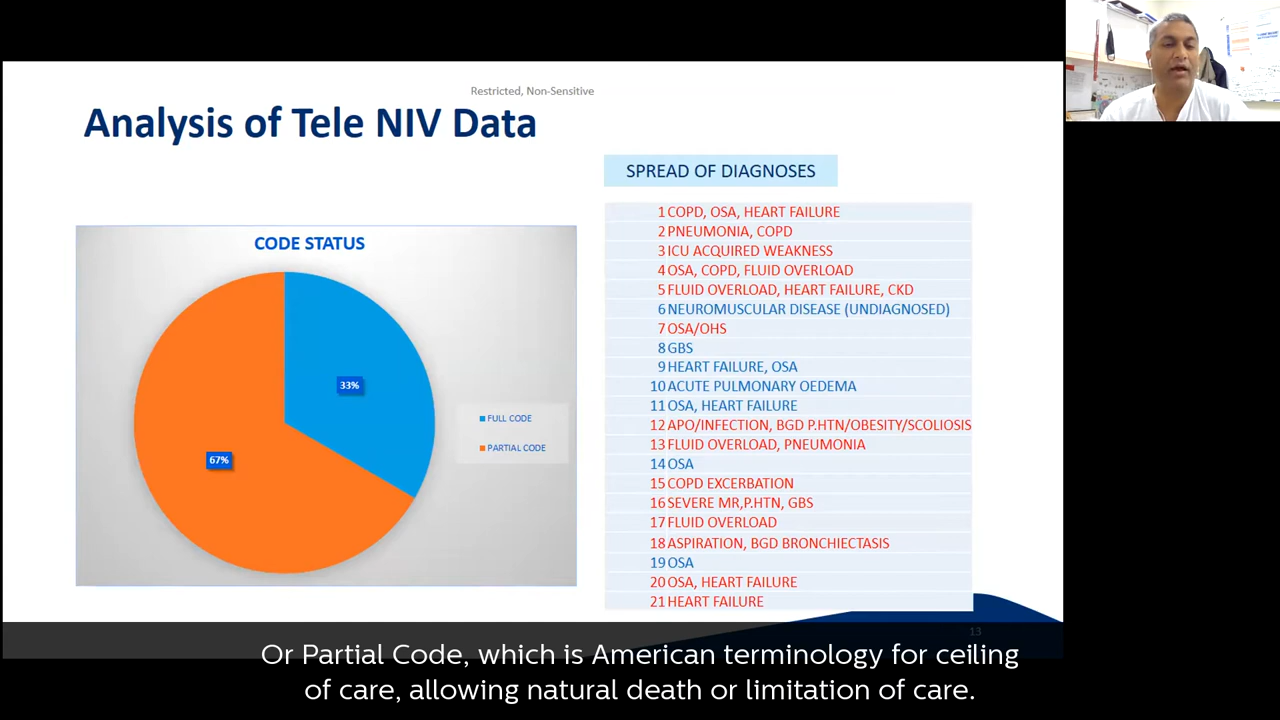 Restricted, Non-Sensitive
Analysis of Tele NIV Data
CODE STATUS
33%
67%
FULL CODE
PARTIAL CODE
SPREAD OF DIAGNOSES
1 COPD, OSA, HEART FAILURE
2 PNEUMONIA, COPD
3 ICU ACQUIRED WEAKNESS
4 OSA, COPD, FLUID OVERLOAD
5 FLUID OVERLOAD, HEART FAILURE, CKD
6 NEUROMUSCULAR DISEASE (UNDIAGNOSED)
7 OSA/OHS
8 GBS
9 HEART FAILURE, OSA
10 ACUTE PULMONARY OEDEMA
11 OSA, HEART FAILURE
12 APO/INFECTION, BGD P.HTN/OBESITY/SCOLIOSIS
13 FLUID OVERLOAD, PNEUMONIA
14 OSA
15 COPD EXCERBATION
16 SEVERE MR,P.HTN, GBS
17 FLUID OVERLOAD
18 ASPIRATION, BGD BRONCHIECTASIS
19 OSA
20 OSA, HEART FAILURE
21 HEART FAILURE
13
Or Partial Code, which is American terminology for ceiling
of care, allowing natural death or limitation of care.